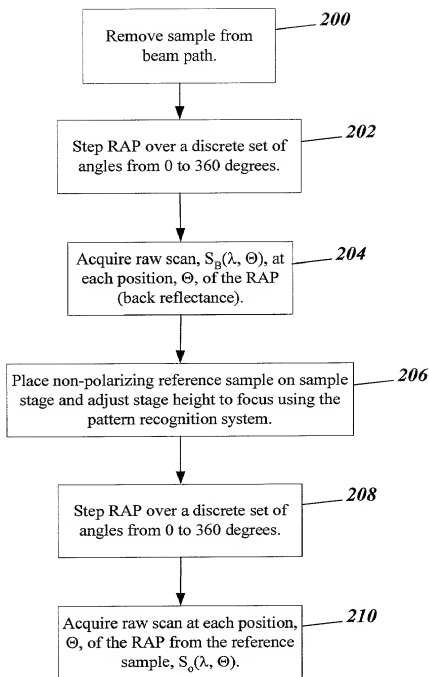 200
Remove sample from
beam path.
202
Step RAP over a discrete set of
angles from 0 to 360 degrees.
204
Acquire raw scan, S_B(λ, Θ), at
each position, Θ, of the RAP
(back reflectance).
206
Place non-polarizing reference sample on sample
stage and adjust stage height to focus using the
pattern recognition system.
208
Step RAP over a discrete set of
angles from 0 to 360 degrees.
210
Acquire raw scan at each position,
Θ, of the RAP from the reference
sample, S_o(λ, Θ).